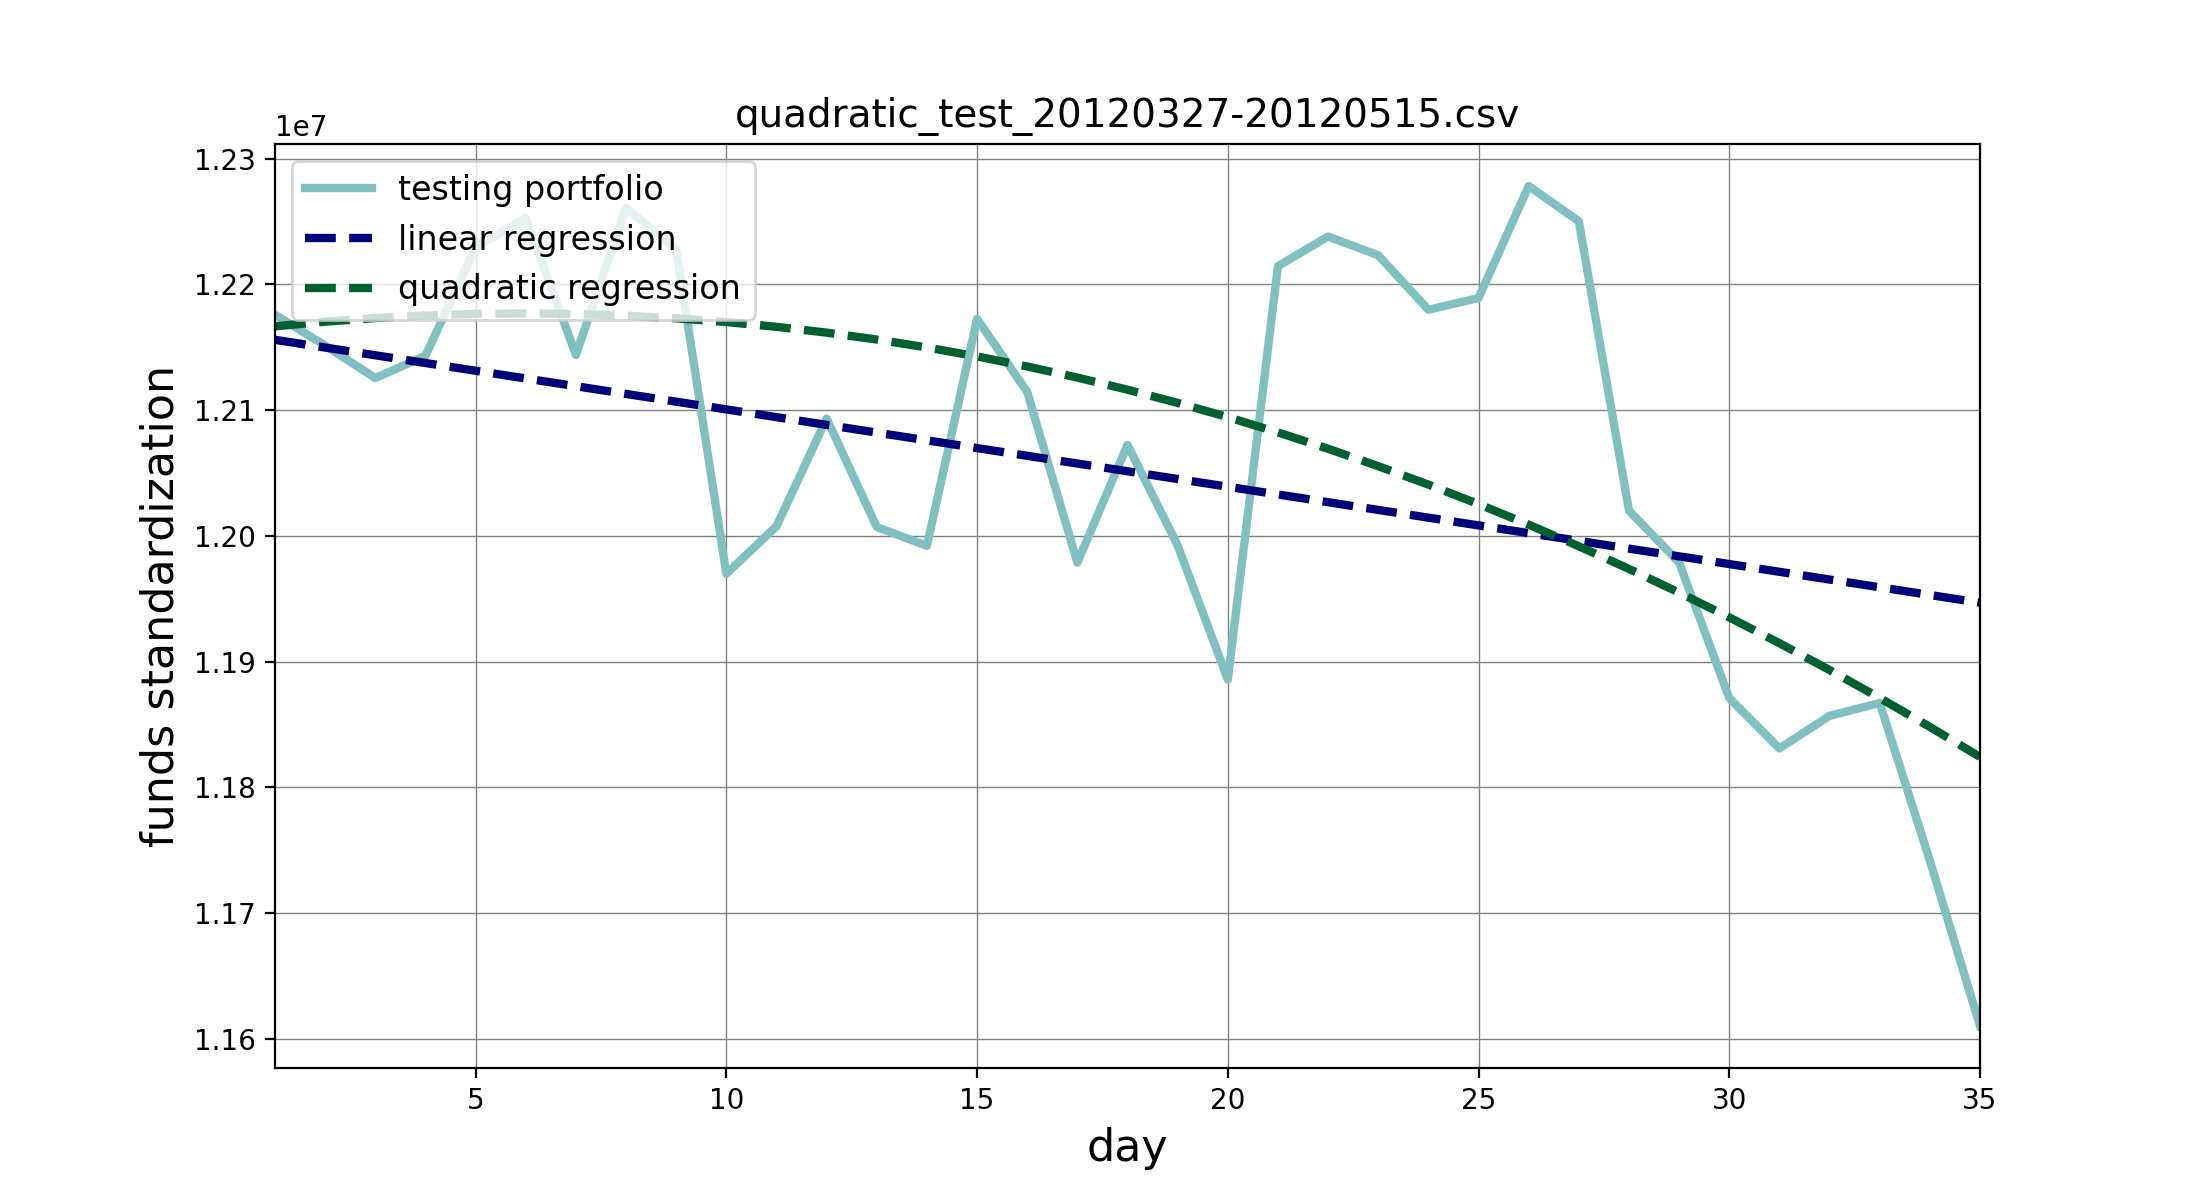 quadratic_test_20120327-20120515.csv
1e7
1.23
1.22
1.21
1.20
1.19
1.18
1.17
1.16
funds standardization
testing portfolio
linear regression
quadratic regression
5 10 15 20 25 30 35
day